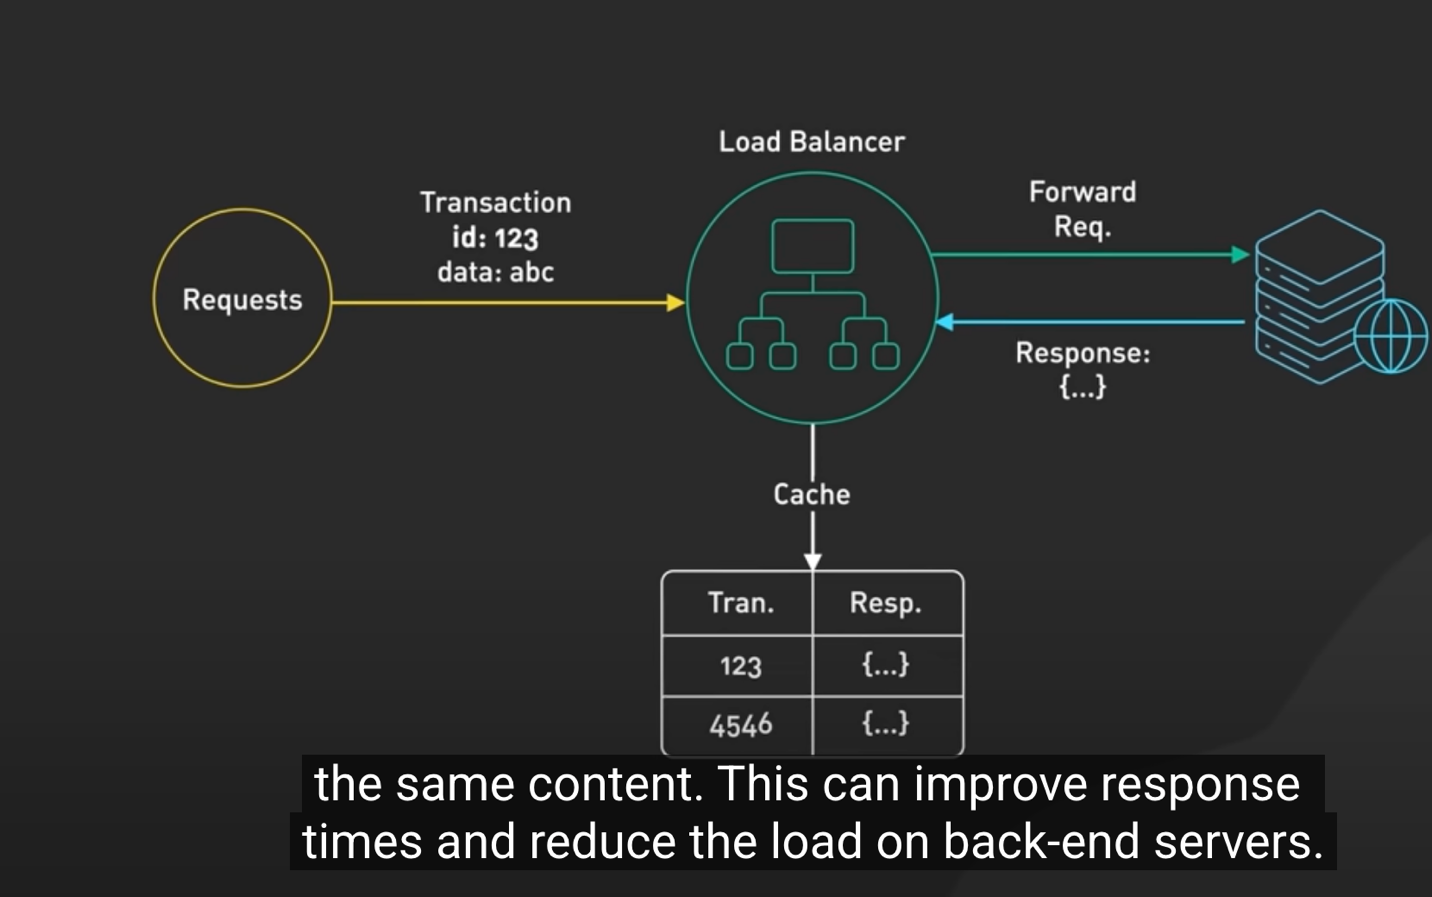 Load Balancer
Transaction
id: 123
data: abc
Forward
Req.
Requests
Response:
{...}
Cache
Tran. Resp.
123 {...}
4546 {...}
the same content. This can improve response
times and reduce the load on back-end servers.